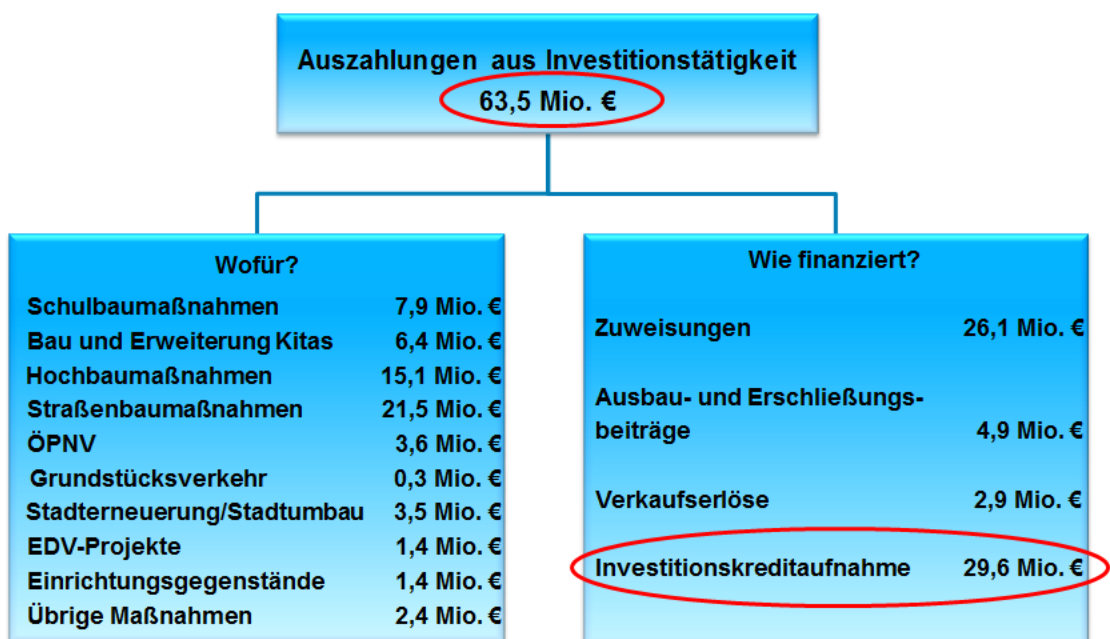 Auszahlungen aus Investitionstätigkeit
63,5 Mio. €
Wofür?
Schulbaumaßnahmen 7,9 Mio. €
Bau und Erweiterung Kitas 6,4 Mio. €
Hochbaumaßnahmen 15,1 Mio. €
Straßenbaumaßnahmen 21,5 Mio. €
ÖPNV 3,6 Mio. €
Grundstücksverkehr 0,3 Mio. €
Stadterneuerung/Stadtumbau 3,5 Mio. €
EDV-Projekte 1,4 Mio. €
Einrichtungsgegenstände 1,4 Mio. €
Übrige Maßnahmen 2,4 Mio. €
Wie finanziert?
Zuweisungen 26,1 Mio. €
Ausbau- und Erschließungs-
beiträge 4,9 Mio. €
Verkaufserlöse 2,9 Mio. €
Investitionskreditaufnahme 29,6 Mio. €